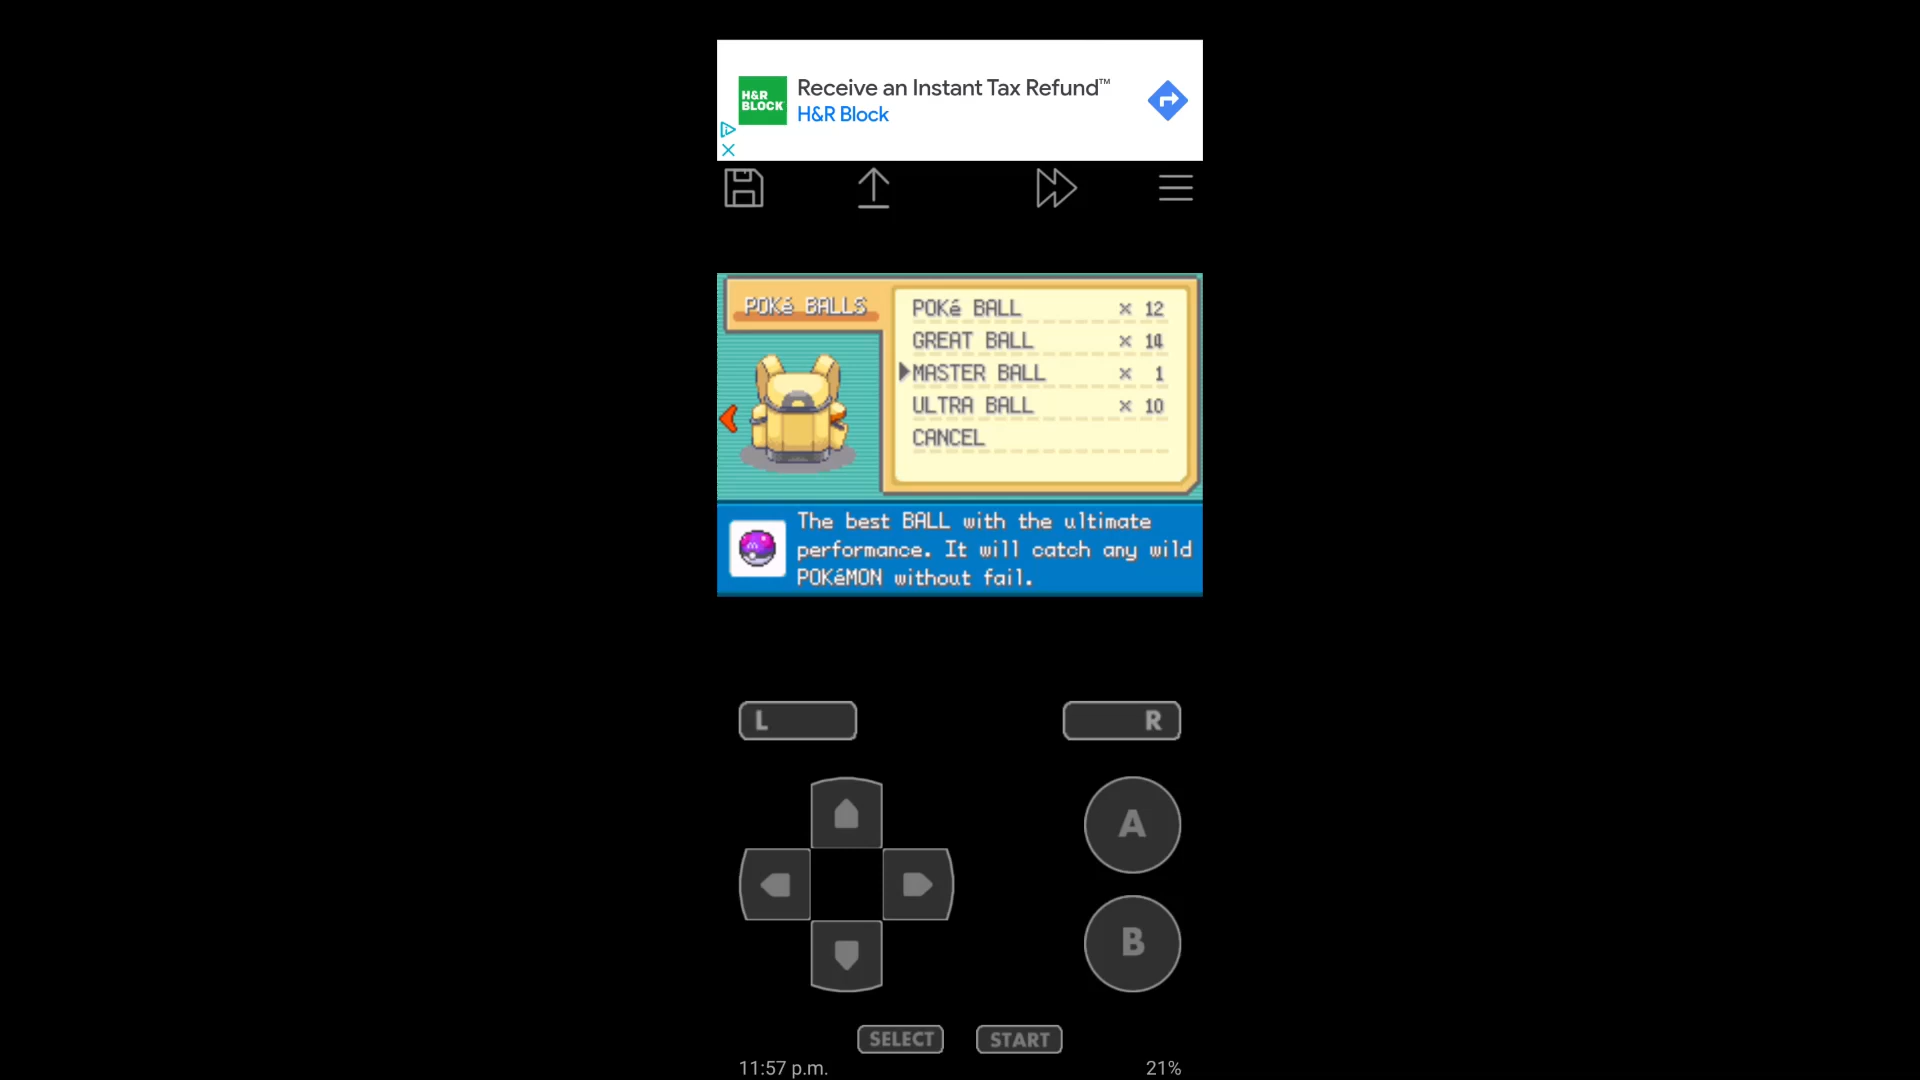 Receive an Instant Tax Refund™
H&R BLOCK
H&R Block
POKé BALLS
POKé BALL × 12
GREAT BALL × 14
MASTER BALL × 1
ULTRA BALL × 10
CANCEL
The best BALL with the ultimate
performance. It will catch any wild
POKéMON without fail.
L
R
A
B
SELECT
START
11:57 p.m.
21%